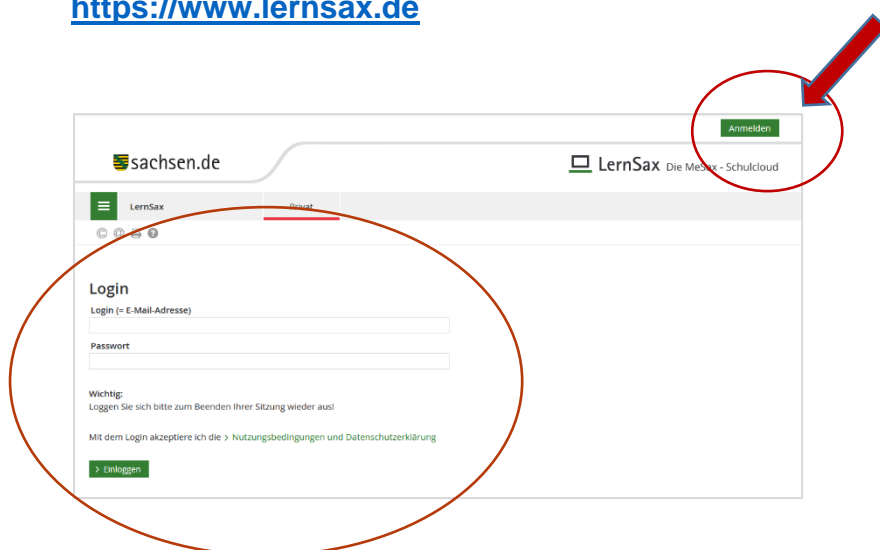 https://www.lernsax.de
Anmelden
sachsen.de
LernSax Die MeSax - Schulcloud
LernSax Privat
Login
Login (= E-Mail-Adresse)
Passwort
Wichtig:
Loggen Sie sich bitte zum Beenden Ihrer Sitzung wieder aus!
Mit dem Login akzeptiere ich die > Nutzungsbedingungen und Datenschutzerklärung
> Einloggen